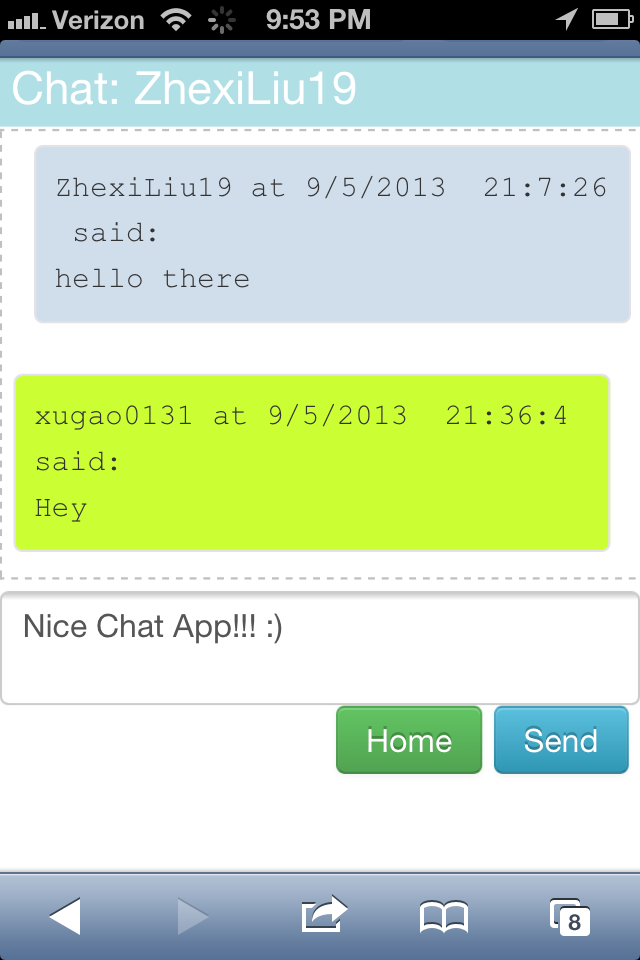 Verizon 9:53 PM
Chat: ZhexiLiu19
ZhexiLiu19 at 9/5/2013  21:7:26
said:
hello there
xugao0131 at 9/5/2013  21:36:4
said:
Hey
Nice Chat App!!! :)
Home Send
8